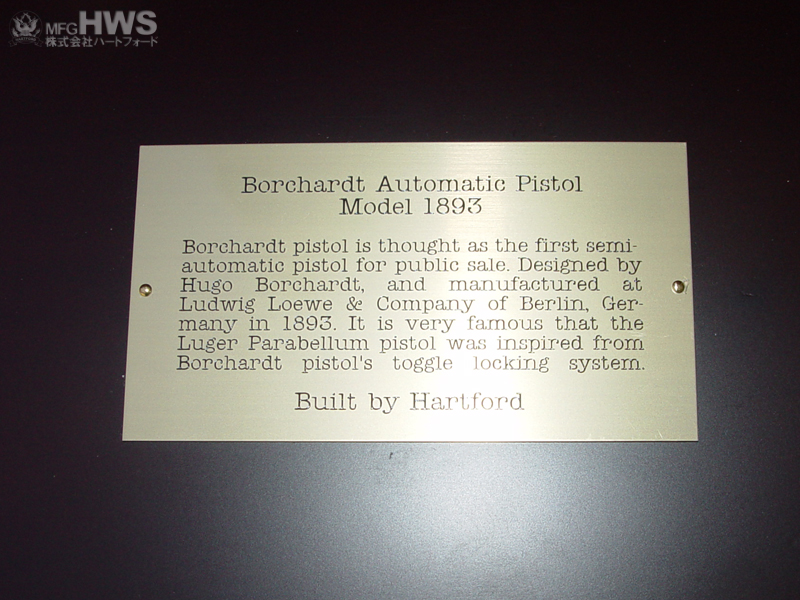 MFG HWS
株式会社ハートフォード
Borchardt Automatic Pistol
Model 1893
Borchardt pistol is thought as the first semi-
automatic pistol for public sale. Designed by
Hugo Borchardt, and manufactured at
Ludwig Loewe & Company of Berlin, Ger-
many in 1893. It is very famous that the
Luger Parabellum pistol was inspired from
Borchardt pistol's toggle locking system.
Built by Hartford